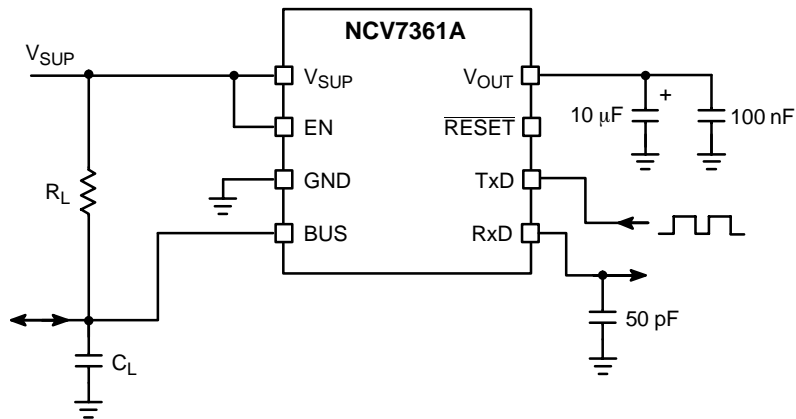 NCV7361A
V_SUP
V_SUP
V_OUT
10 µF
+
100 nF
EN
RESET
R_L
GND
TxD
BUS
RxD
50 pF
C_L